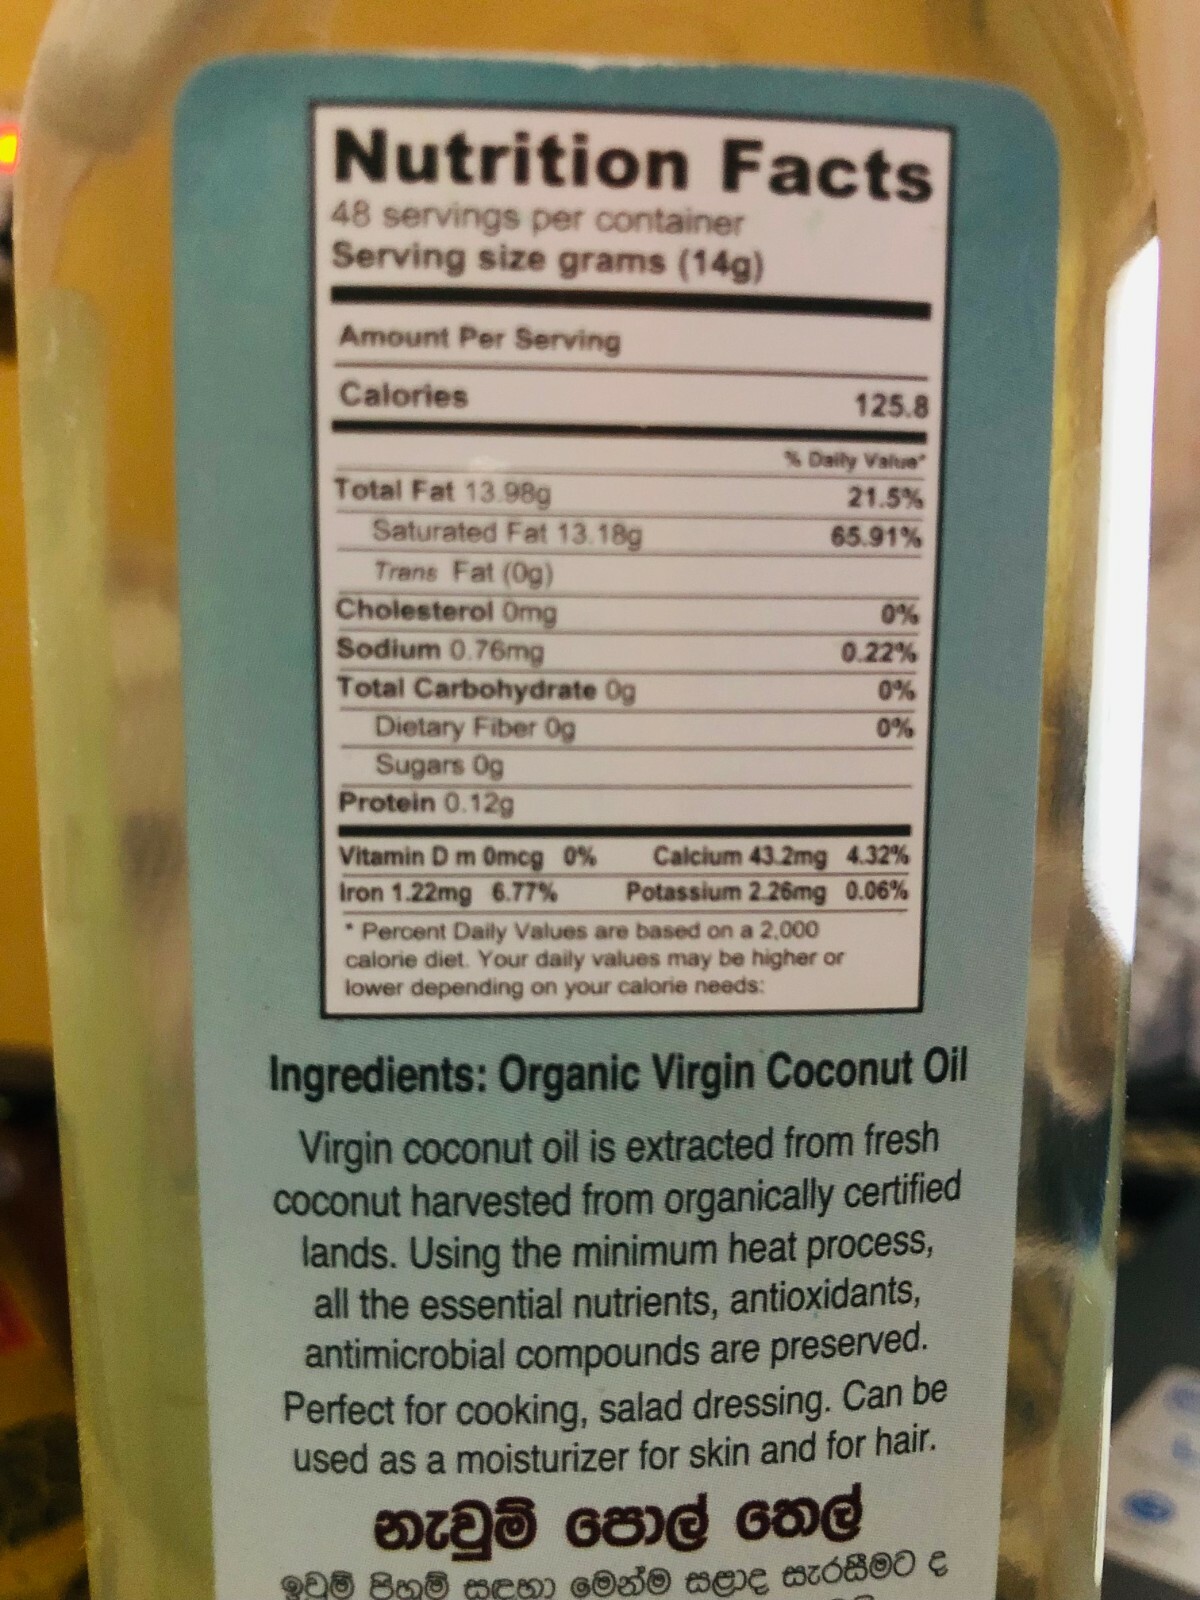 Nutrition Facts
48 servings per container
Serving size grams (14g)
Amount Per Serving
Calories 125.8
% Daily Value*
Total Fat 13.98g 21.5%
Saturated Fat 13.18g 65.91%
Trans Fat (0g)
Cholesterol 0mg 0%
Sodium 0.76mg 0.22%
Total Carbohydrate 0g 0%
Dietary Fiber 0g 0%
Sugars 0g
Protein 0.12g
Vitamin D m 0mcg 0% Calcium 43.2mg 4.32%
Iron 1.22mg 6.77% Potassium 2.26mg 0.06%
* Percent Daily Values are based on a 2,000
calorie diet. Your daily values may be higher or
lower depending on your calorie needs:
Ingredients: Organic Virgin Coconut Oil
Virgin coconut oil is extracted from fresh
coconut harvested from organically certified
lands. Using the minimum heat process,
all the essential nutrients, antioxidants,
antimicrobial compounds are preserved.
Perfect for cooking, salad dressing. Can be
used as a moisturizer for skin and for hair.
නැවුම් පොල් තෙල්
ඉවුම් පිහුම් සඳහා මෙන්ම සළාද සැරසීමට ද